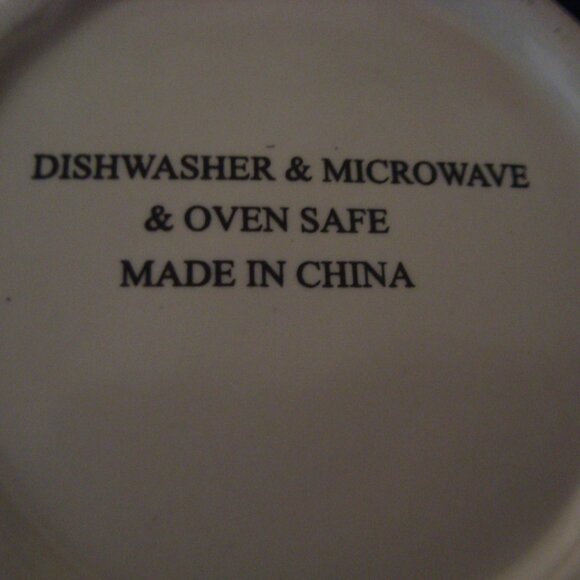 DISHWASHER & MICROWAVE
& OVEN SAFE
MADE IN CHINA